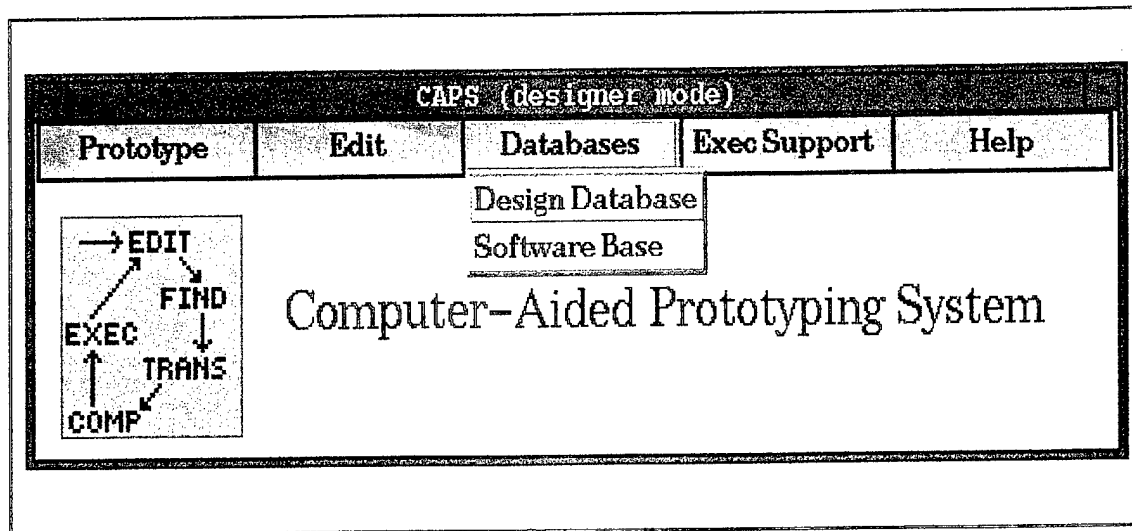 CAPS (designer mode)
Prototype Edit Databases Exec Support Help
Design Database
Software Base
EDIT
FIND
EXEC
TRANS
COMP
Computer-Aided Prototyping System